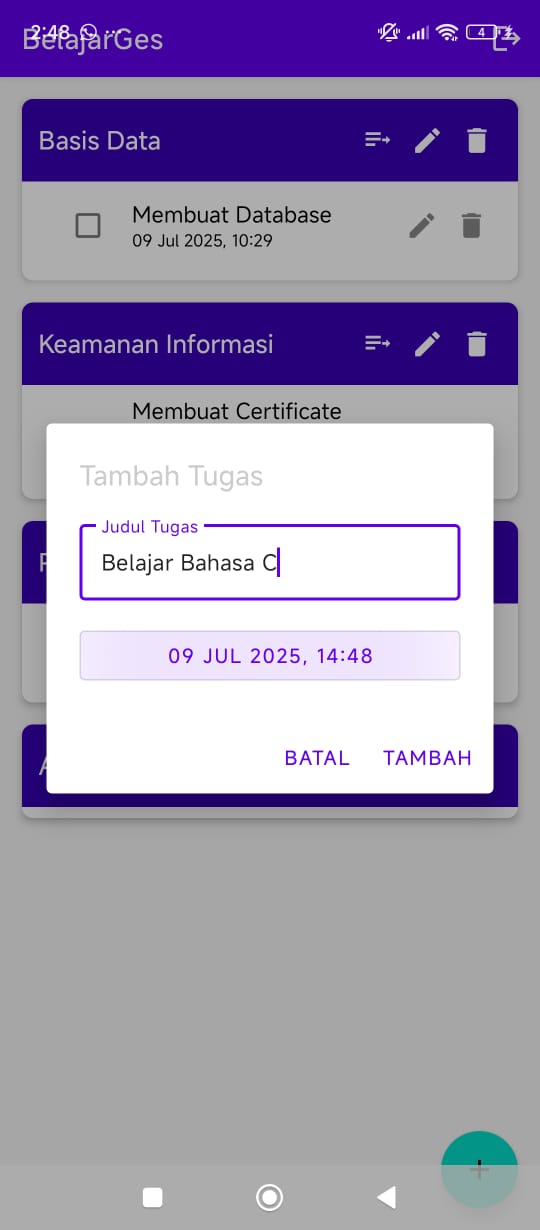 2:48
BelajarGes
4
Basis Data
Membuat Database
09 Jul 2025, 10:29
Keamanan Informasi
Membuat Certificate
Tambah Tugas
Judul Tugas
Belajar Bahasa C
09 JUL 2025, 14:48
BATAL TAMBAH